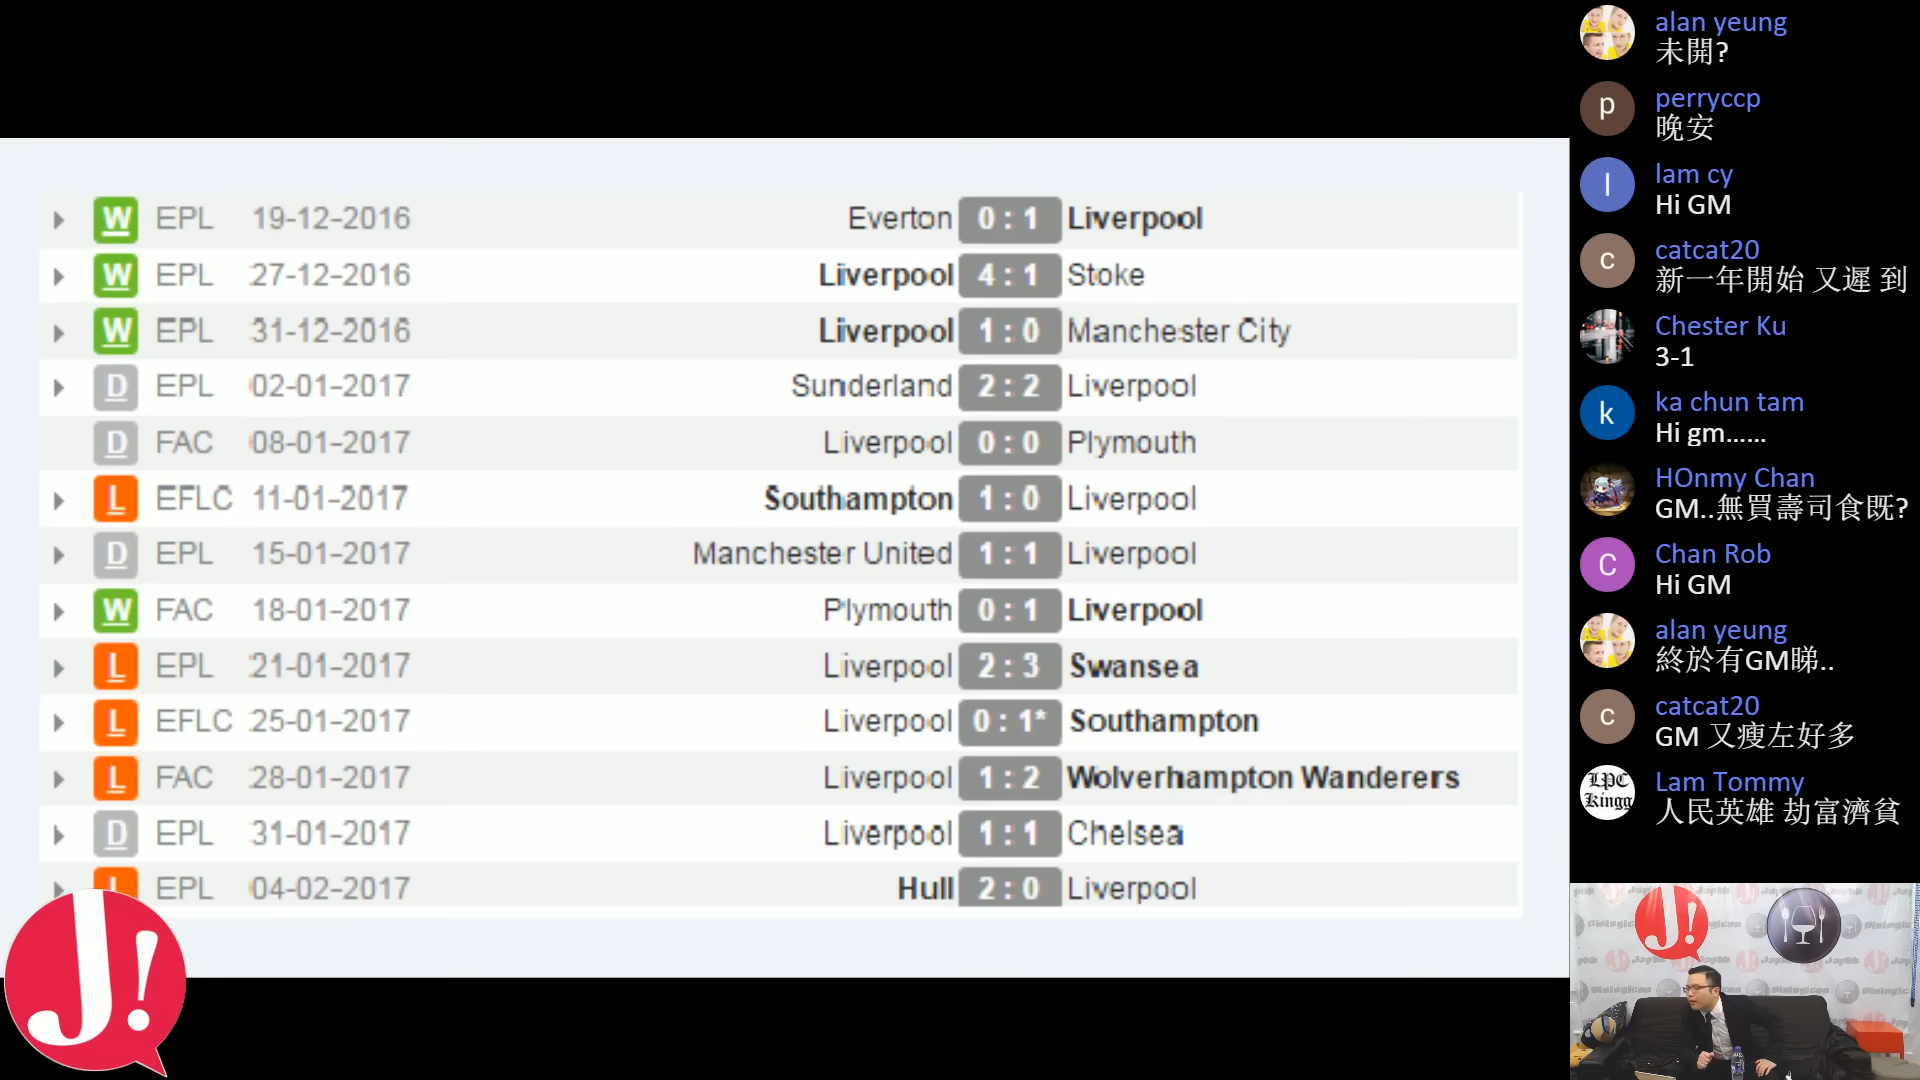 W EPL 19-12-2016 Everton 0 : 1 Liverpool
W EPL 27-12-2016 Liverpool 4 : 1 Stoke
W EPL 31-12-2016 Liverpool 1 : 0 Manchester City
D EPL 02-01-2017 Sunderland 2 : 2 Liverpool
D FAC 08-01-2017 Liverpool 0 : 0 Plymouth
L EFLC 11-01-2017 Southampton 1 : 0 Liverpool
D EPL 15-01-2017 Manchester United 1 : 1 Liverpool
W FAC 18-01-2017 Plymouth 0 : 1 Liverpool
L EPL 21-01-2017 Liverpool 2 : 3 Swansea
L EFLC 25-01-2017 Liverpool 0 : 1* Southampton
L FAC 28-01-2017 Liverpool 1 : 2 Wolverhampton Wanderers
D EPL 31-01-2017 Liverpool 1 : 1 Chelsea
L EPL 04-02-2017 Hull 2 : 0 Liverpool
J!
alan yeung
未開?
p
perryccp
晚安
l
lam cy
Hi GM
c
catcat20
新一年開始 又遲 到
Chester Ku
3-1
k
ka chun tam
Hi gm......
HOnmy Chan
GM..無買壽司食既?
C
Chan Rob
Hi GM
alan yeung
終於有GM睇..
c
catcat20
GM 又瘦左好多
LPC
Kingg
Lam Tommy
人民英雄 劫富濟貧
J!